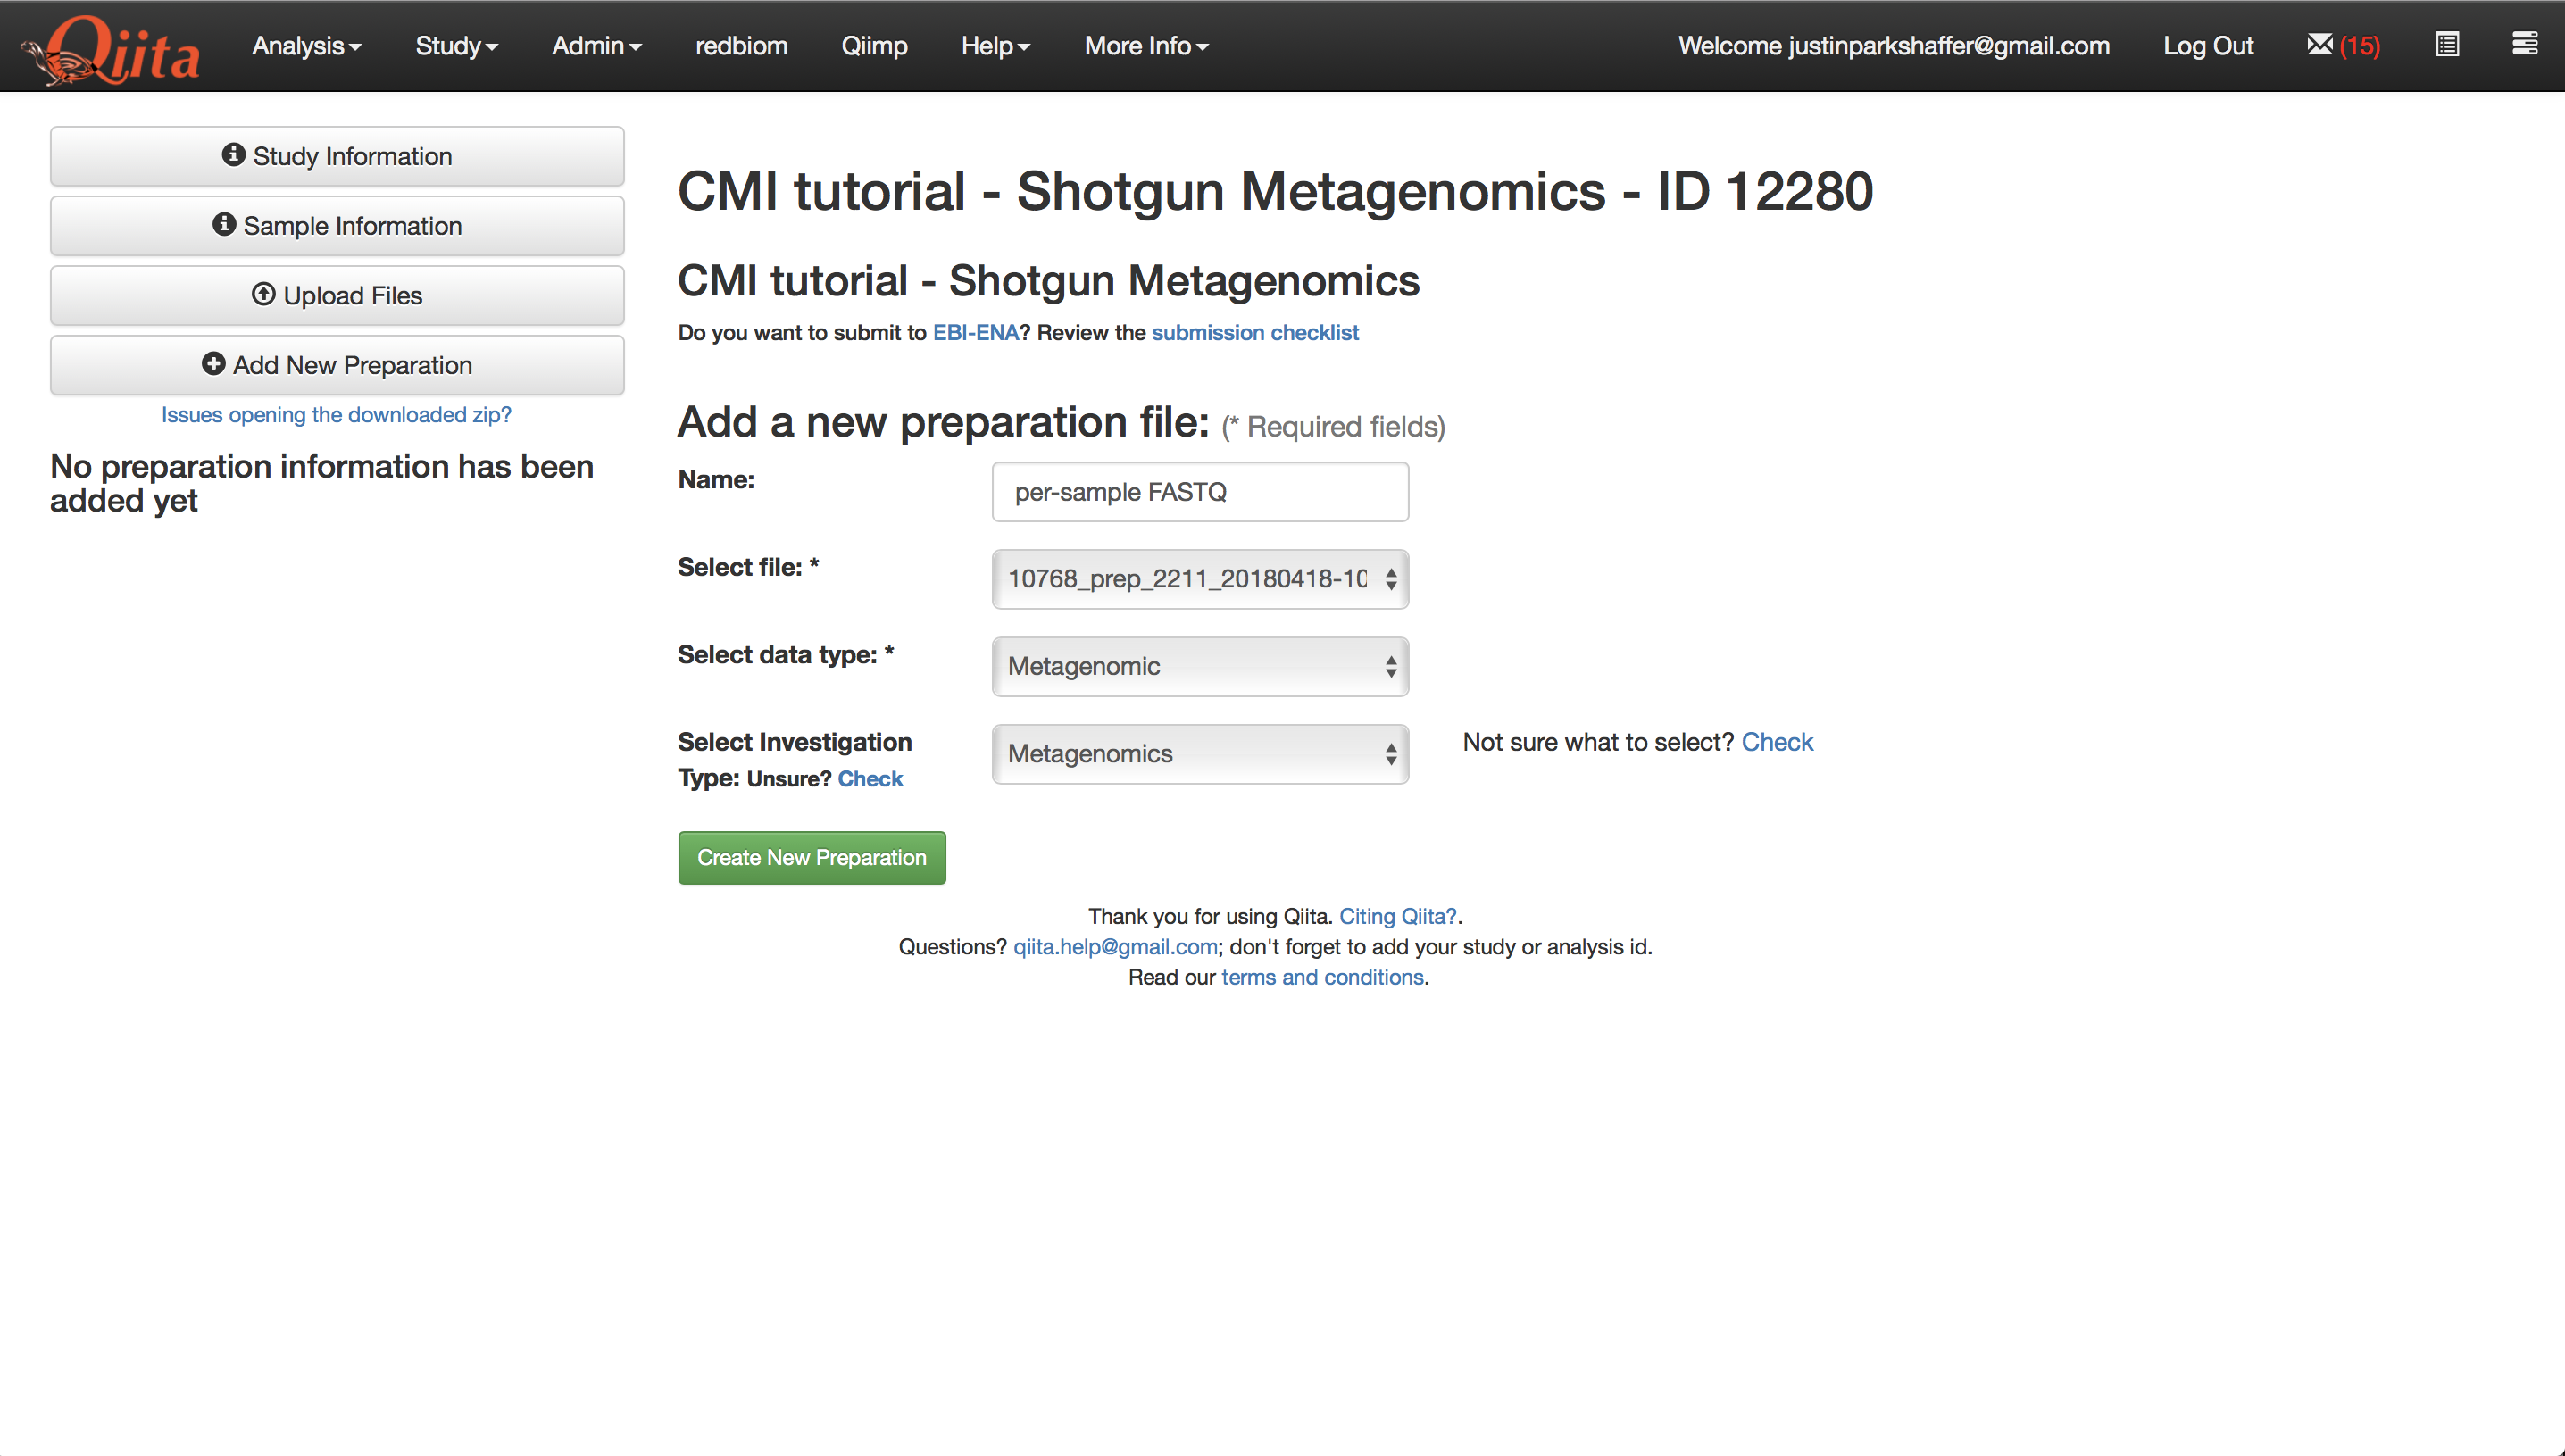 Qiita Analysis Study Admin redbiom Qiimp Help More Info Welcome justinparkshaffer@gmail.com Log Out (15)
Study Information
Sample Information
Upload Files
Add New Preparation
Issues opening the downloaded zip?
No preparation information has been
added yet
CMI tutorial - Shotgun Metagenomics - ID 12280
CMI tutorial - Shotgun Metagenomics
Do you want to submit to EBI-ENA? Review the submission checklist
Add a new preparation file: (* Required fields)
Name: per-sample FASTQ
Select file: * 10768_prep_2211_20180418-10
Select data type: * Metagenomic
Select Investigation
Type: Unsure? Check
Metagenomics
Not sure what to select? Check
Create New Preparation
Thank you for using Qiita. Citing Qiita?.
Questions? qiita.help@gmail.com; don't forget to add your study or analysis id.
Read our terms and conditions.